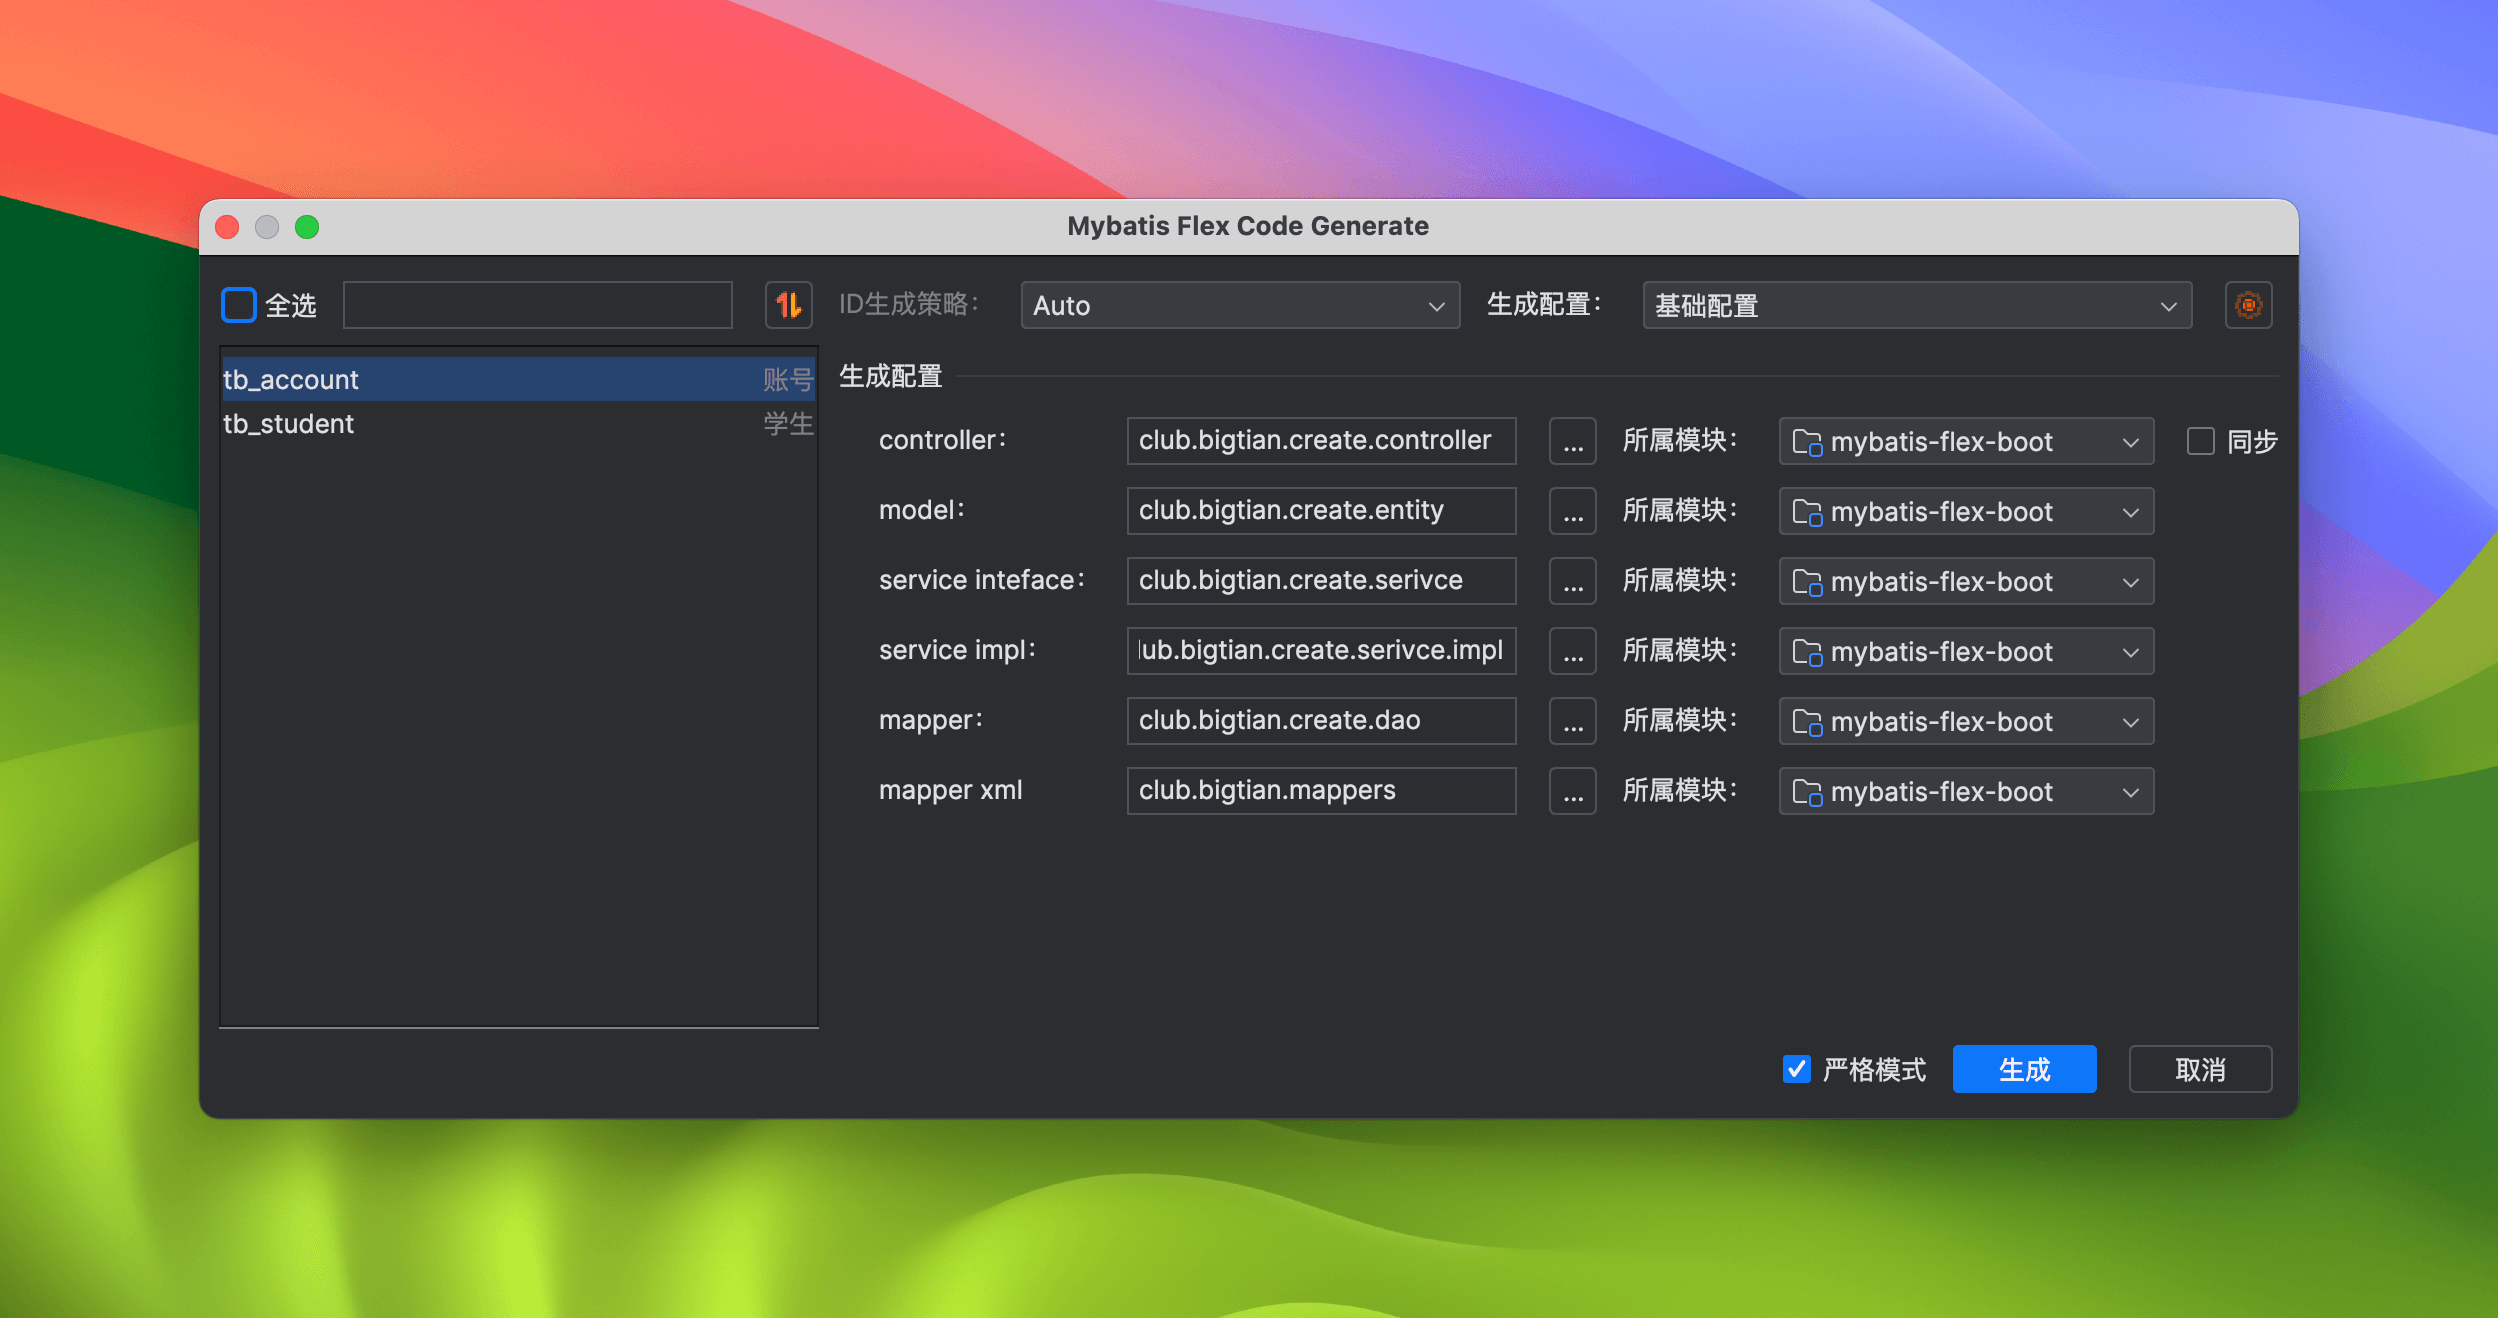 Mybatis Flex Code Generate
全选 ID生成策略： Auto 生成配置： 基础配置
tb_account 账号
tb_student 学生
生成配置
controller： club.bigtian.create.controller ... 所属模块： mybatis-flex-boot 同步
model： club.bigtian.create.entity ... 所属模块： mybatis-flex-boot
service inteface： club.bigtian.create.serivce ... 所属模块： mybatis-flex-boot
service impl： lub.bigtian.create.serivce.impl ... 所属模块： mybatis-flex-boot
mapper： club.bigtian.create.dao ... 所属模块： mybatis-flex-boot
mapper xml club.bigtian.mappers ... 所属模块： mybatis-flex-boot
严格模式 生成 取消